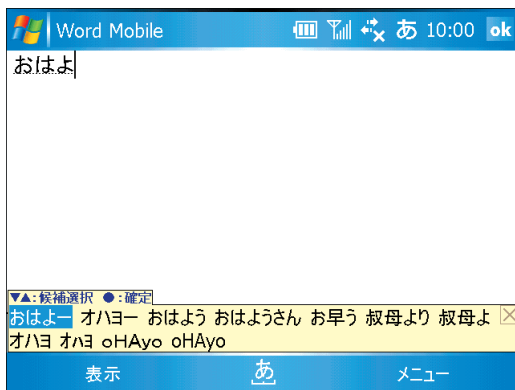 Word Mobile あ 10:00 ok
おはよ
▼▲:候補選択 ●:確定
おはよー オハヨー おはよう おはようさん お早う 叔母より 叔母よ
オハヨ オハヨ oHAyo oHAyo
表示 あ メニュー